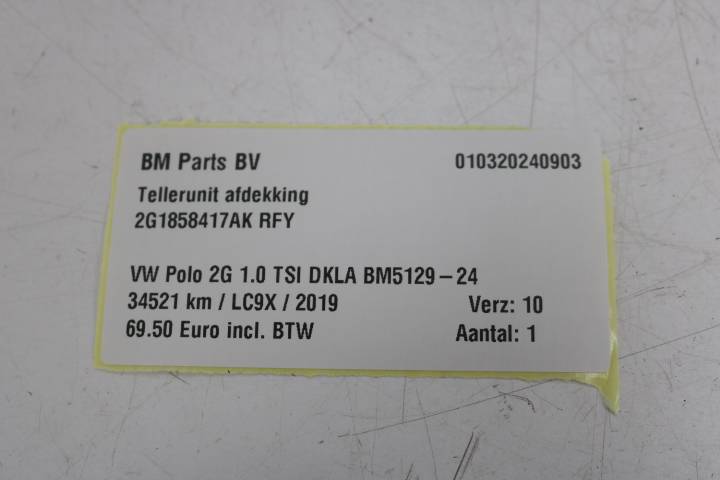 BM Parts BV 010320240903
Tellerunit afdekking
2G1858417AK RFY
VW Polo 2G 1.0 TSI DKLA BM5129-24
34521 km / LC9X / 2019 Verz: 10
69.50 Euro incl. BTW Aantal: 1